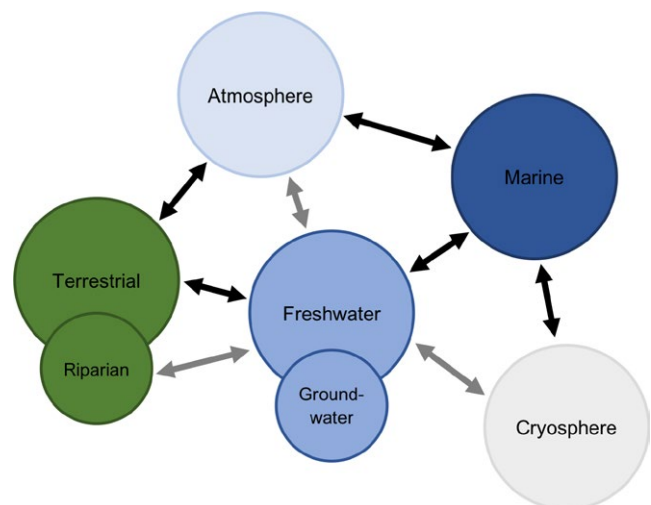 Atmosphere
Marine
Terrestrial
Freshwater
Riparian
Ground-
water
Cryosphere